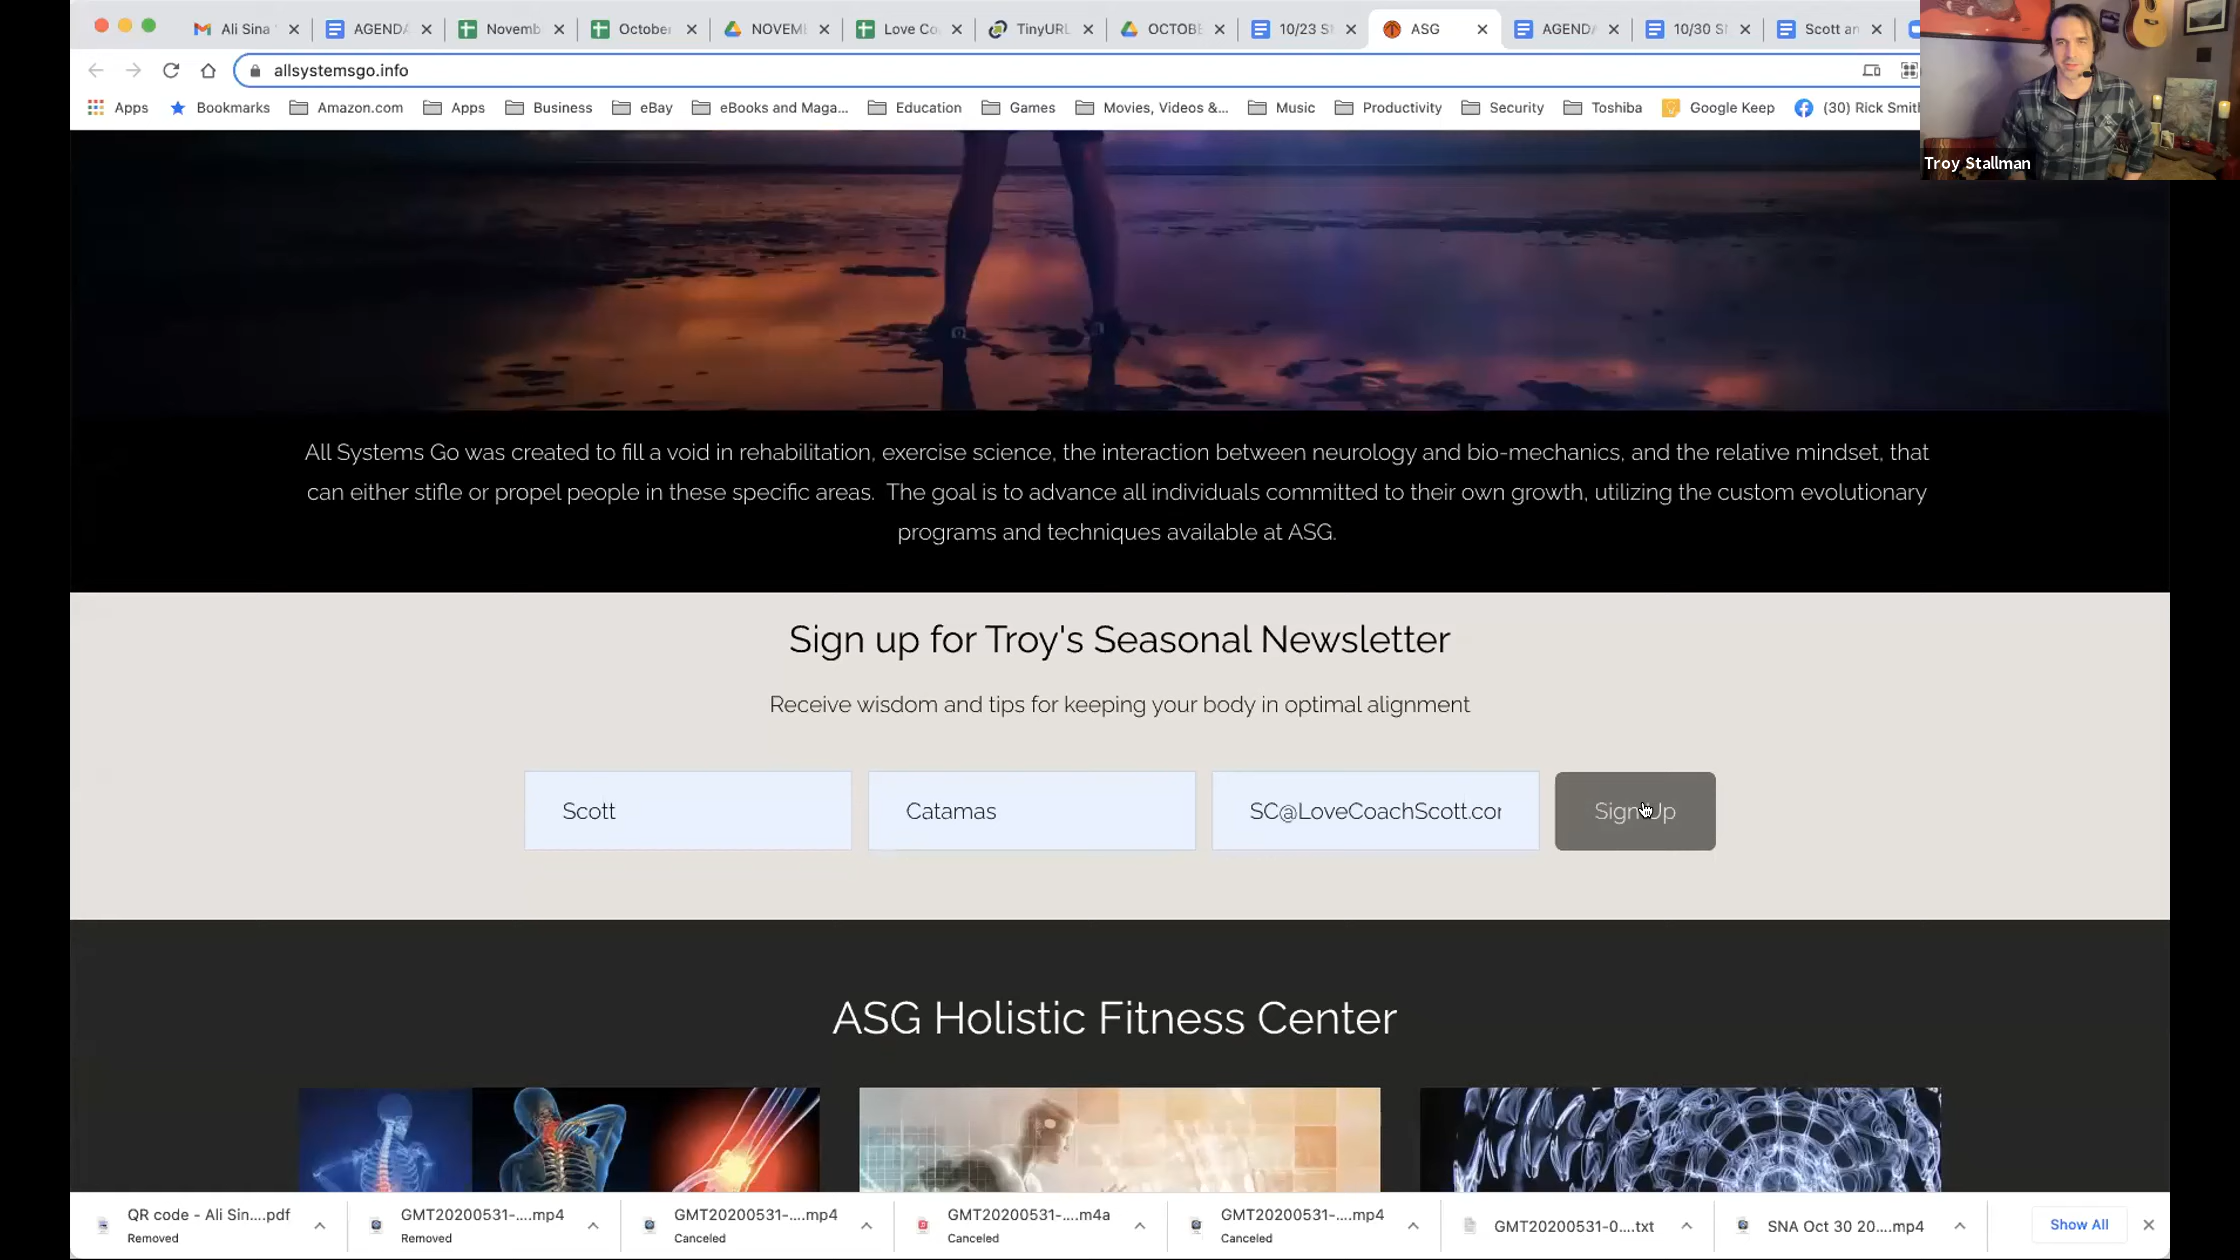 Ali Sina
AGENDA
Novemb
October
NOVEME
Love Co
TinyURL
OCTOBE
10/23 S
ASG
AGENDA
10/30 S
Scott an
allsystemsgo.info
Apps
Bookmarks
Amazon.com
Apps
Business
eBay
eBooks and Maga...
Education
Games
Movies, Videos &...
Music
Productivity
Security
Toshiba
Google Keep
(30) Rick Smit
Troy Stallman
All Systems Go was created to fill a void in rehabilitation, exercise science, the interaction between neurology and bio-mechanics, and the relative mindset, that
can either stifle or propel people in these specific areas. The goal is to advance all individuals committed to their own growth, utilizing the custom evolutionary
programs and techniques available at ASG.
Sign up for Troy's Seasonal Newsletter
Receive wisdom and tips for keeping your body in optimal alignment
Scott
Catamas
SC@LoveCoachScott.cor
Sign Up
ASG Holistic Fitness Center
QR code - Ali Sin....pdf
Removed
GMT20200531-....mp4
Removed
GMT20200531-....mp4
Canceled
GMT20200531-....m4a
Canceled
GMT20200531-....mp4
Canceled
GMT20200531-0....txt
SNA Oct 30 20....mp4
Show All